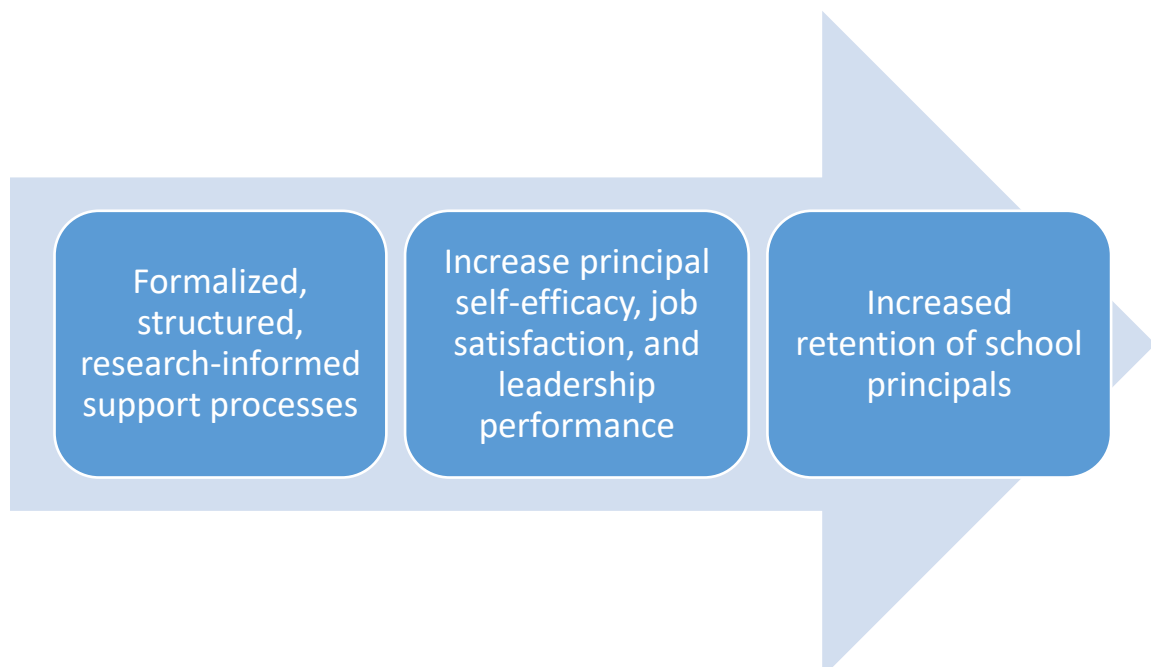 Formalized,
structured,
research-informed
support processes
Increase principal
self-efficacy, job
satisfaction, and
leadership
performance
Increased
retention of school
principals